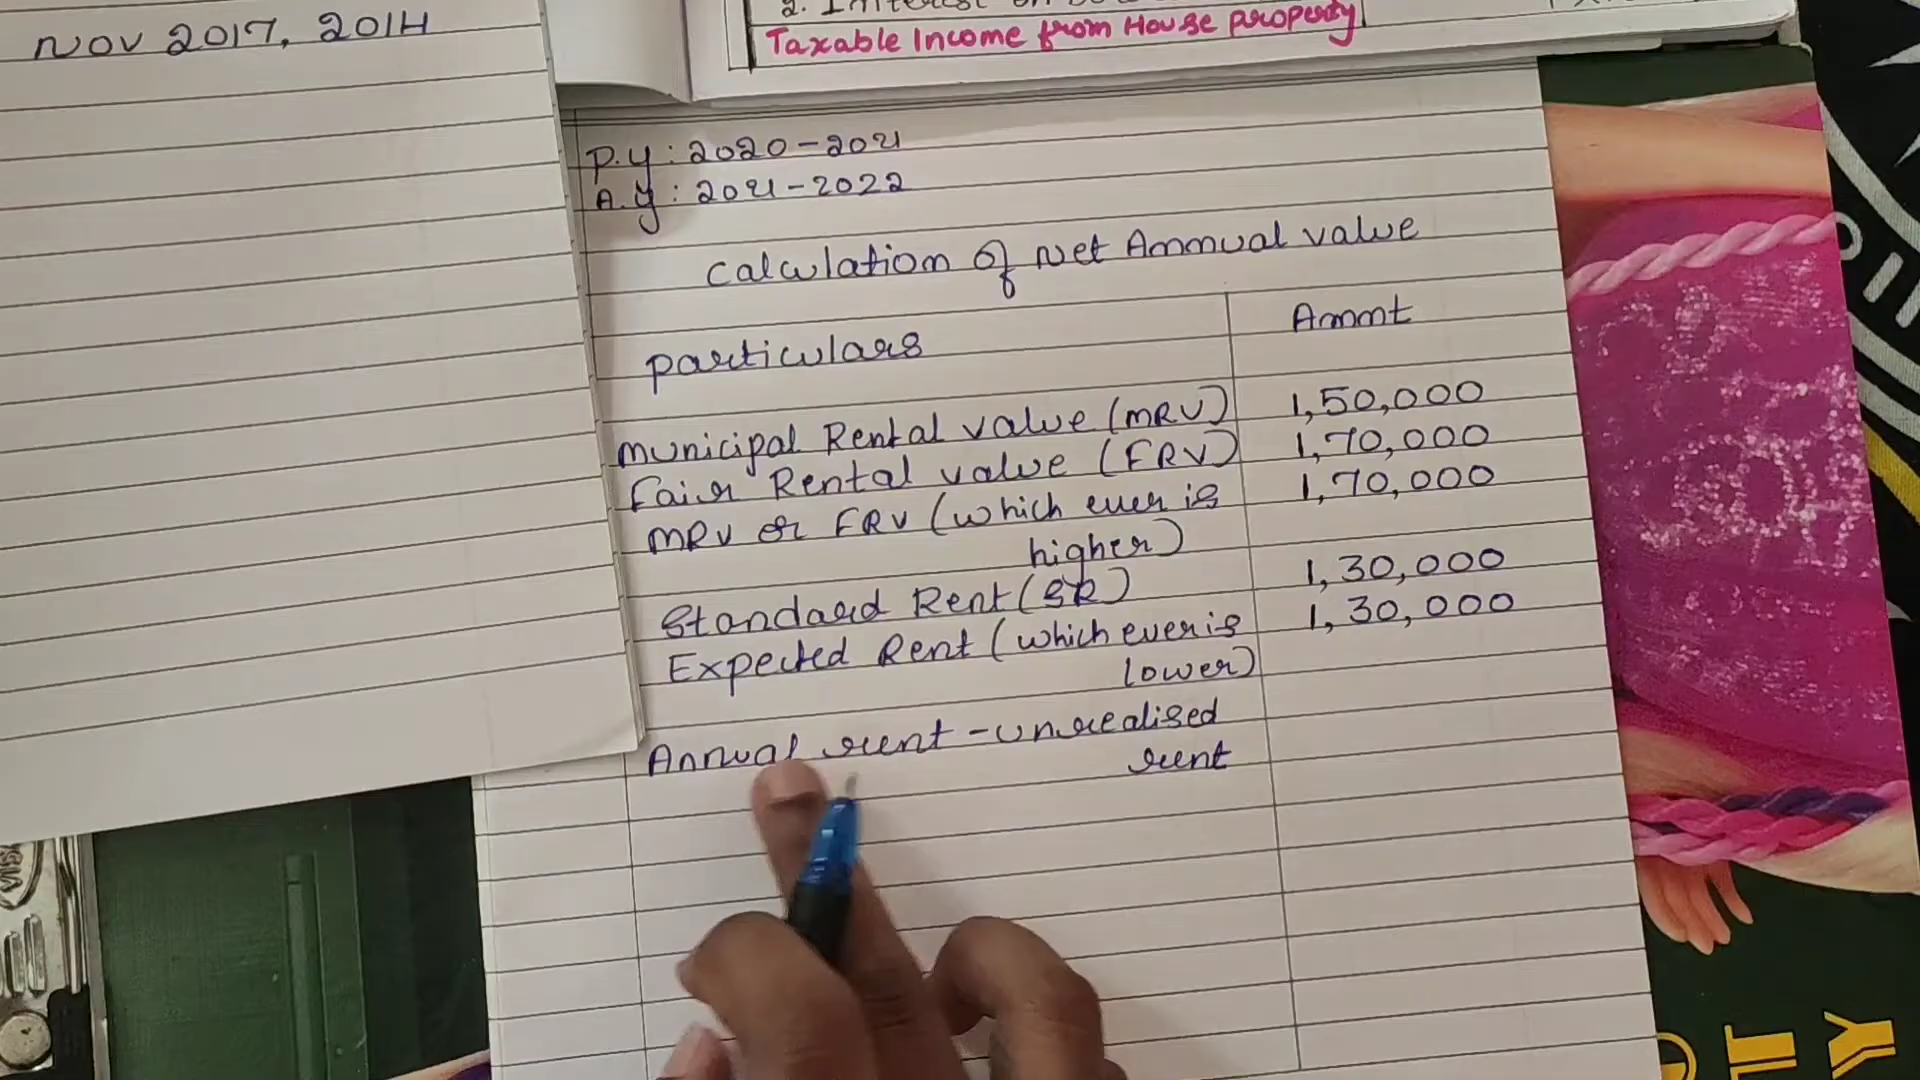 NOV 2017, 2014
Taxable Income from House property
P.Y : 2020-2021
A.Y : 2021-2022
calculation of Net Annual value
particulars
Ammt
Municipal Rental value (MRV) 1,50,000
Fair Rental value (FRV) 1,70,000
MRV or FRV (which ever is 1,70,000
higher)
Standard Rent (SR) 1,30,000
Expected Rent (which ever is 1,30,000
lower)
Annual rent - unrealised
rent